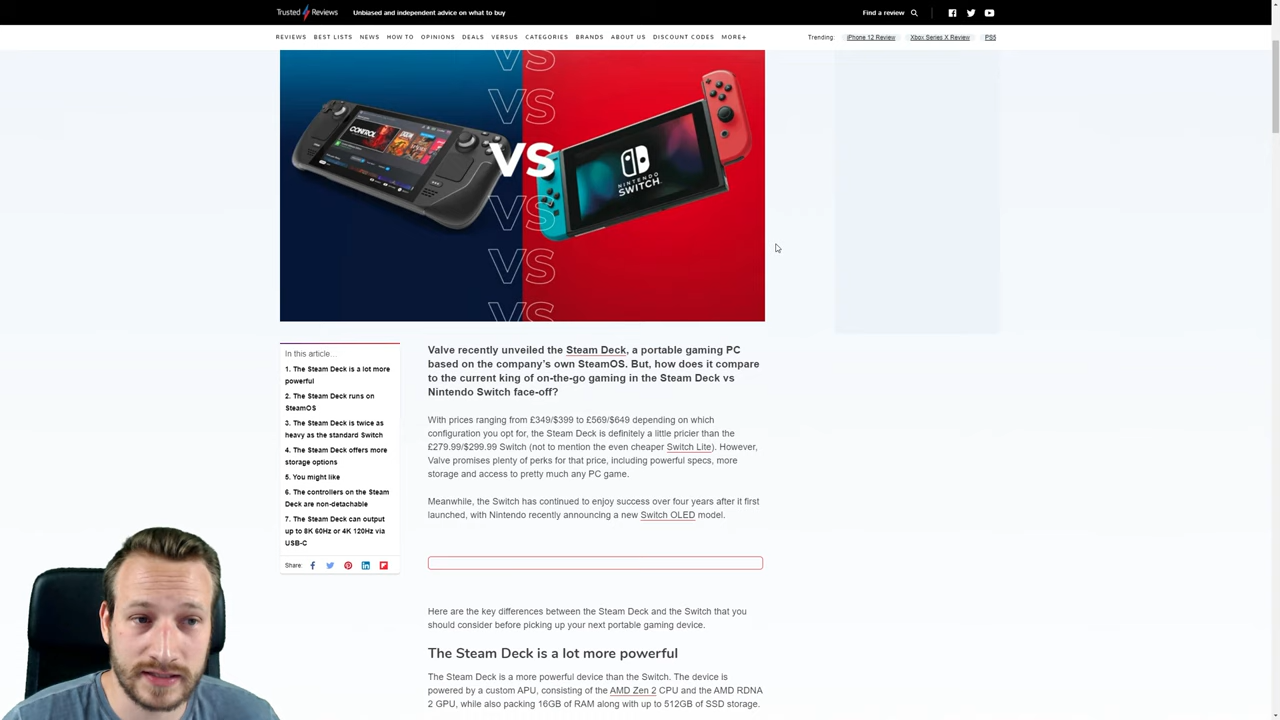 Trusted Reviews
Unbiased and independent advice on what to buy
Find a review
REVIEWS BEST LISTS NEWS HOW TO OPINIONS DEALS VERSUS CATEGORIES BRANDS ABOUT US DISCOUNT CODES MORE+
Trending: iPhone 12 Review Xbox Series X Review PS5
VS
VS
VS
VS
VS
VS
CONTROL
NINTENDO
SWITCH
In this article...
1. The Steam Deck is a lot more
powerful
2. The Steam Deck runs on
SteamOS
3. The Steam Deck is twice as
heavy as the standard Switch
4. The Steam Deck offers more
storage options
5. You might like
6. The controllers on the Steam
Deck are non-detachable
7. The Steam Deck can output
up to 8K 60Hz or 4K 120Hz via
USB-C
Share:
Valve recently unveiled the Steam Deck, a portable gaming PC
based on the company's own SteamOS. But, how does it compare
to the current king of on-the-go gaming in the Steam Deck vs
Nintendo Switch face-off?
With prices ranging from £349/$399 to £569/$649 depending on which
configuration you opt for, the Steam Deck is definitely a little pricier than the
£279.99/$299.99 Switch (not to mention the even cheaper Switch Lite). However,
Valve promises plenty of perks for that price, including powerful specs, more
storage and access to pretty much any PC game.
Meanwhile, the Switch has continued to enjoy success over four years after it first
launched, with Nintendo recently announcing a new Switch OLED model.
Here are the key differences between the Steam Deck and the Switch that you
should consider before picking up your next portable gaming device.
The Steam Deck is a lot more powerful
The Steam Deck is a more powerful device than the Switch. The device is
powered by a custom APU, consisting of the AMD Zen 2 CPU and the AMD RDNA
2 GPU, while also packing 16GB of RAM along with up to 512GB of SSD storage.